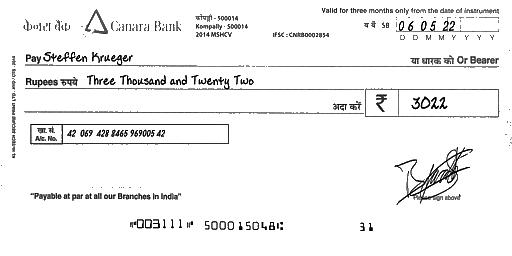 Valid for three months only from the date of instrument
केनरा बैंक Canara Bank
कोंपल्ली - 500014
Kompally - 500014
2014 MSHCV
IFSC : CNRB0002854
SB 06 05 22
D D M M Y Y Y Y
Pay Steffen Krueger
या धारक को Or Bearer
Rupees रुपये Three Thousand and Twenty Two
अदा करें ₹ 3022
खा. सं.
A/c. No. 42 069 428 8465 969005 42
Please sign above
"Payable at par at all our Branches in India"
⑈003111⑈ 500015048⑆ 31